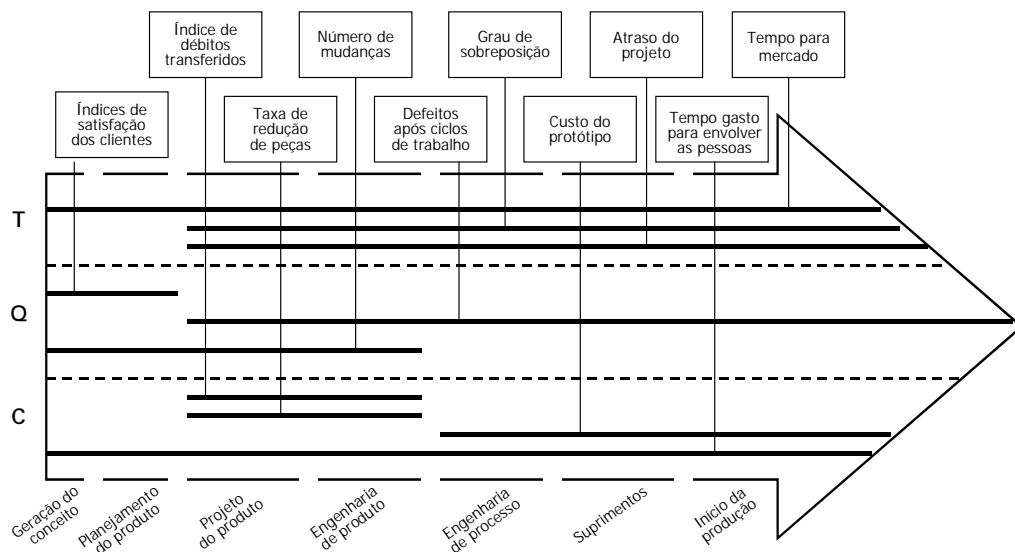 Índice de
débitos
transferidos
Número de
mudanças
Grau de
sobreposição
Atraso do
projeto
Tempo para
mercado
Índices de
satisfação
dos clientes
Taxa de
redução
de peças
Defeitos
após ciclos
de trabalho
Custo do
protótipo
Tempo gasto
para envolver
as pessoas
T
Q
C
Geração do
conceito
Planejamento
do produto
Projeto
do produto
Engenharia
de produto
Engenharia
de processo
Suprimentos
Início da
produção